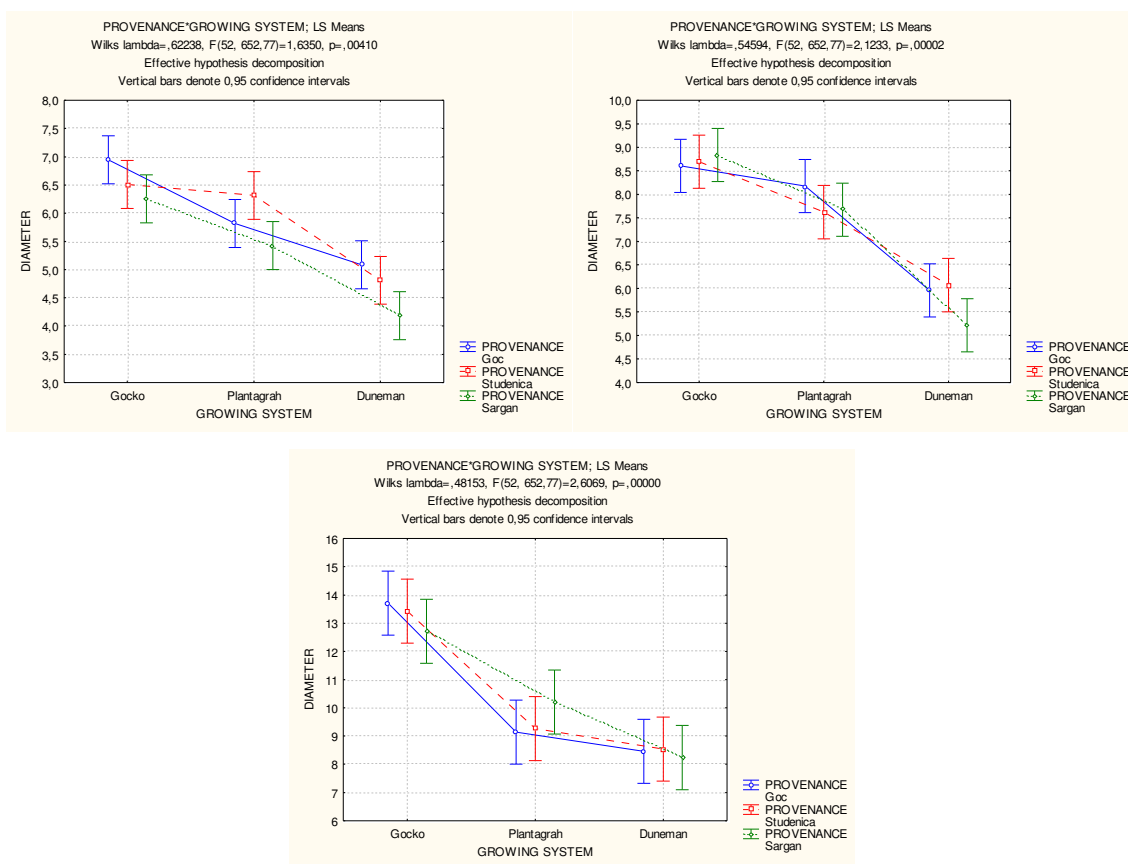 PROVENANCE*GROWING SYSTEM; LS Means
Wilks lambda=,62238, F(52, 652,77)=1,6350, p=,00410
Effective hypothesis decomposition
Vertical bars denote 0,95 confidence intervals
8,0
7,5
7,0
6,5
6,0
5,5
5,0
4,5
4,0
3,5
3,0
DIAMETER
Gocko Plantagrah Duneman
GROWING SYSTEM
PROVENANCE
Goc
PROVENANCE
Studenica
PROVENANCE
Sargan
PROVENANCE*GROWING SYSTEM; LS Means
Wilks lambda=,54594, F(52, 652,77)=2,1233, p=,00002
Effective hypothesis decomposition
Vertical bars denote 0,95 confidence intervals
10,0
9,5
9,0
8,5
8,0
7,5
7,0
6,5
6,0
5,5
5,0
4,5
4,0
DIAMETER
Gocko Plantagrah Duneman
GROWING SYSTEM
PROVENANCE
Goc
PROVENANCE
Studenica
PROVENANCE
Sargan
PROVENANCE*GROWING SYSTEM; LS Means
Wilks lambda=,48153, F(52, 652,77)=2,6069, p=,00000
Effective hypothesis decomposition
Vertical bars denote 0,95 confidence intervals
16
15
14
13
12
11
10
9
8
7
6
DIAMETER
Gocko Plantagrah Duneman
GROWING SYSTEM
PROVENANCE
Goc
PROVENANCE
Studenica
PROVENANCE
Sargan